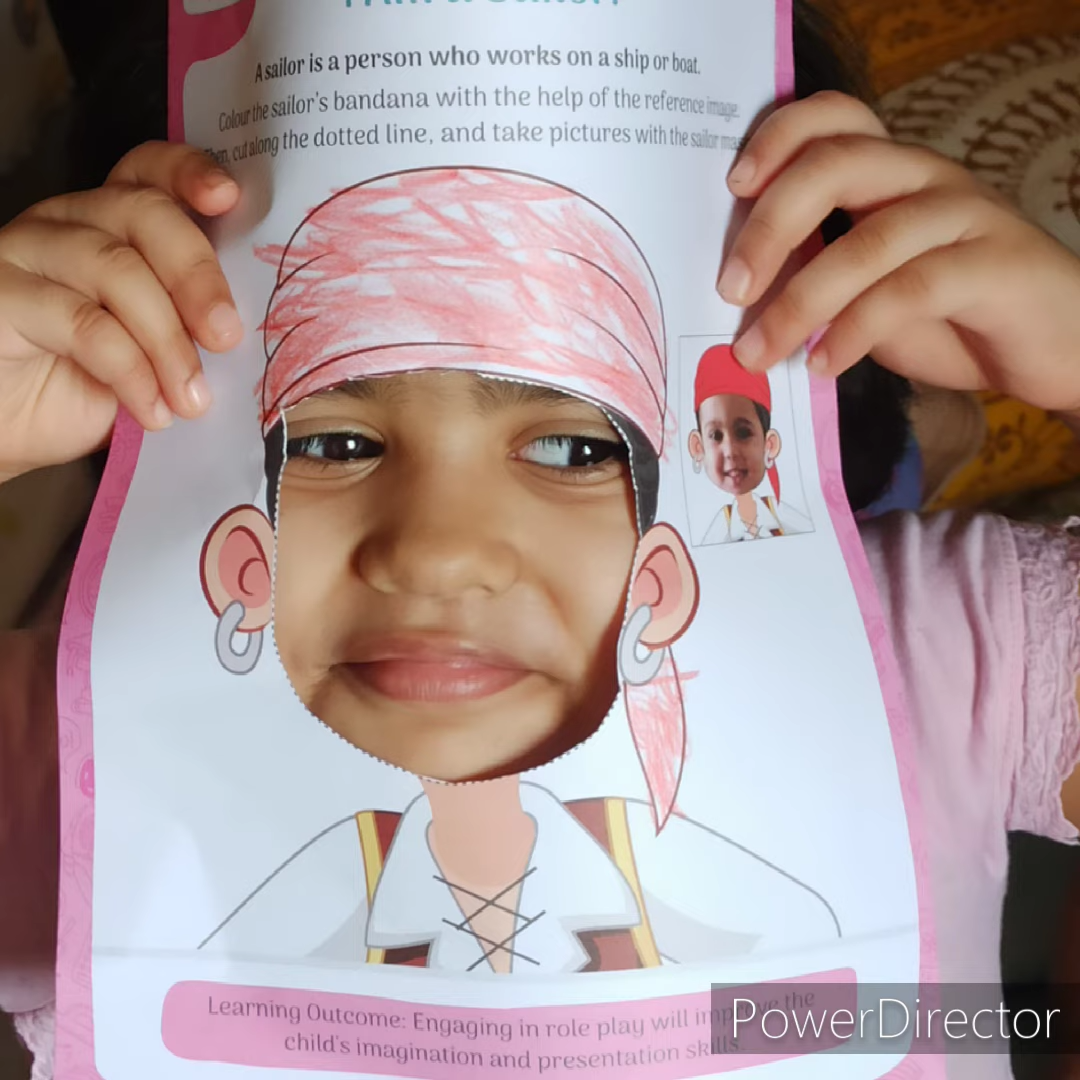 A sailor is a person who works on a ship or boat.
Colour the sailor's bandana with the help of the reference image.
Then, cut along the dotted line, and take pictures with the sailor
Learning Outcome: Engaging in role play will improve the
child's imagination and presentation skills.
PowerDirector